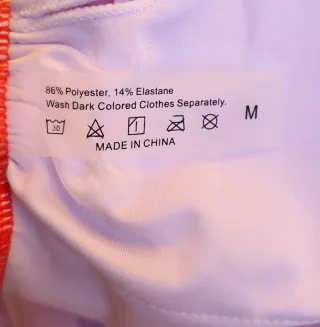 86% Polyester, 14% Elastane
Wash Dark Colored Clothes Separately.
30
M
MADE IN CHINA